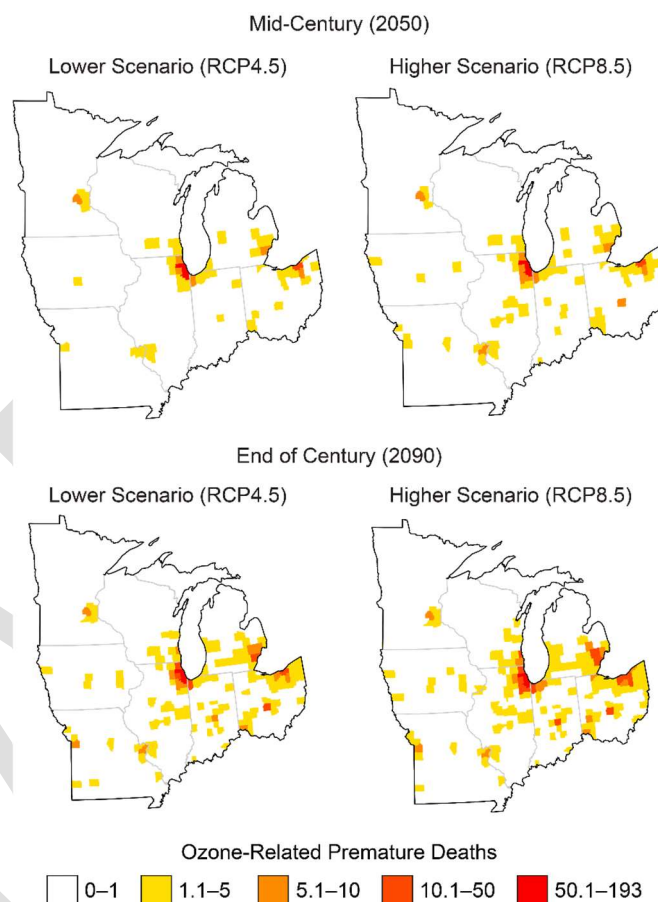 Mid-Century (2050)
Lower Scenario (RCP4.5) Higher Scenario (RCP8.5)
End of Century (2090)
Lower Scenario (RCP4.5) Higher Scenario (RCP8.5)
Ozone-Related Premature Deaths
0–1 1.1–5 5.1–10 10.1–50 50.1–193